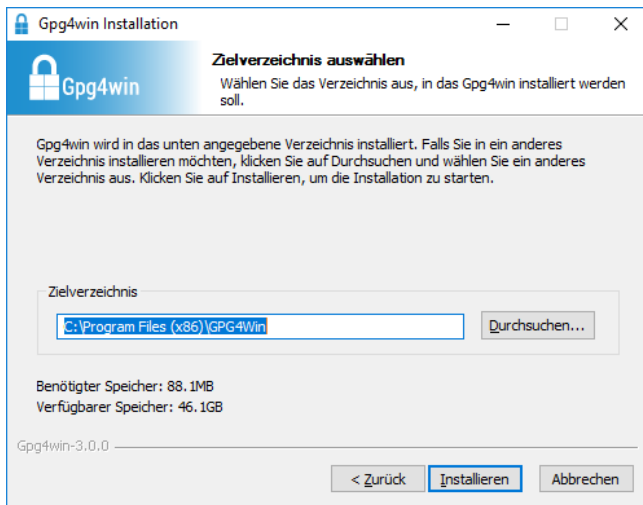 Gpg4win Installation
Zielverzeichnis auswählen
Wählen Sie das Verzeichnis aus, in das Gpg4win installiert werden
soll.
Gpg4win
Gpg4win wird in das unten angegebene Verzeichnis installiert. Falls Sie in ein anderes
Verzeichnis installieren möchten, klicken Sie auf Durchsuchen und wählen Sie ein anderes
Verzeichnis aus. Klicken Sie auf Installieren, um die Installation zu starten.
Zielverzeichnis
C:\Program Files (x86)\GPG4Win
Durchsuchen...
Benötigter Speicher: 88.1MB
Verfügbarer Speicher: 46.1GB
Gpg4win-3.0.0
< Zurück
Installieren
Abbrechen